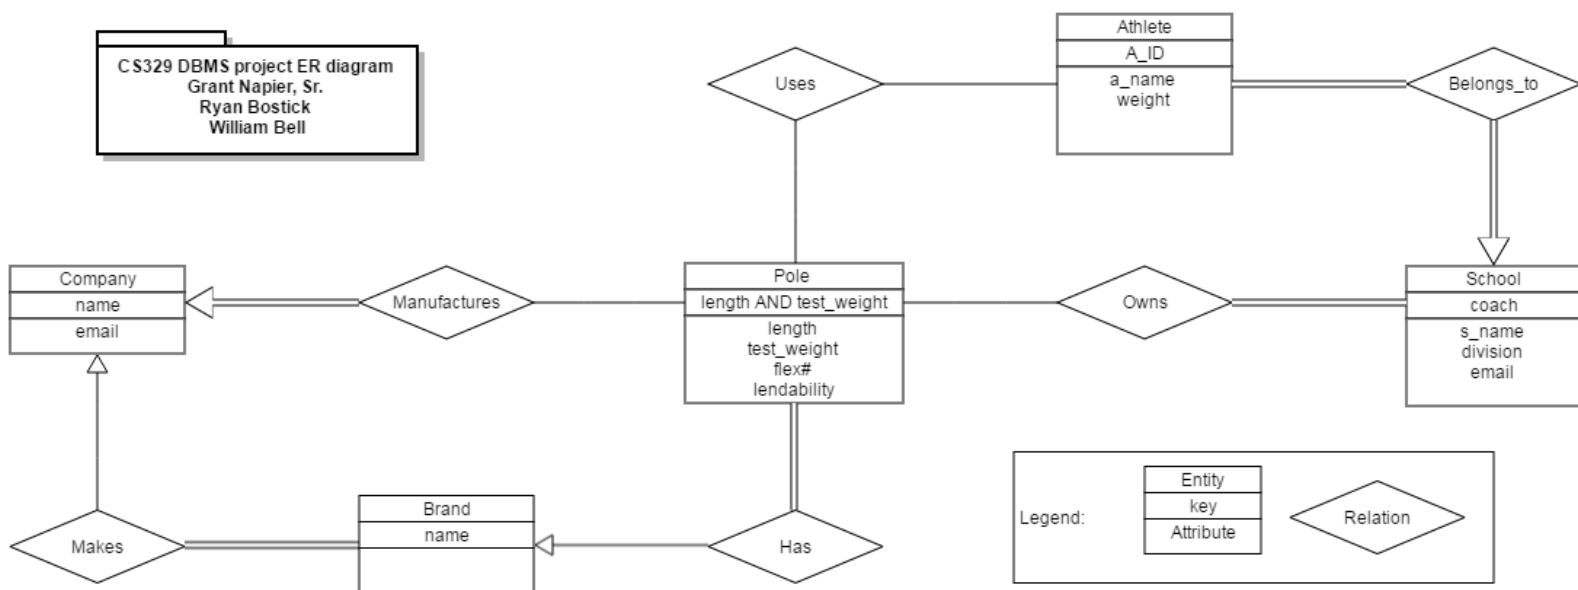 CS329 DBMS project ER diagram
Grant Napier, Sr.
Ryan Bostick
William Bell
Uses
Athlete
A_ID
a_name
weight
Belongs_to
Company
name
email
Manufactures
Pole
length AND test_weight
length
test_weight
flex#
lendability
Owns
School
coach
s_name
division
email
Makes
Brand
name
Has
Legend:
Entity
key
Attribute
Relation